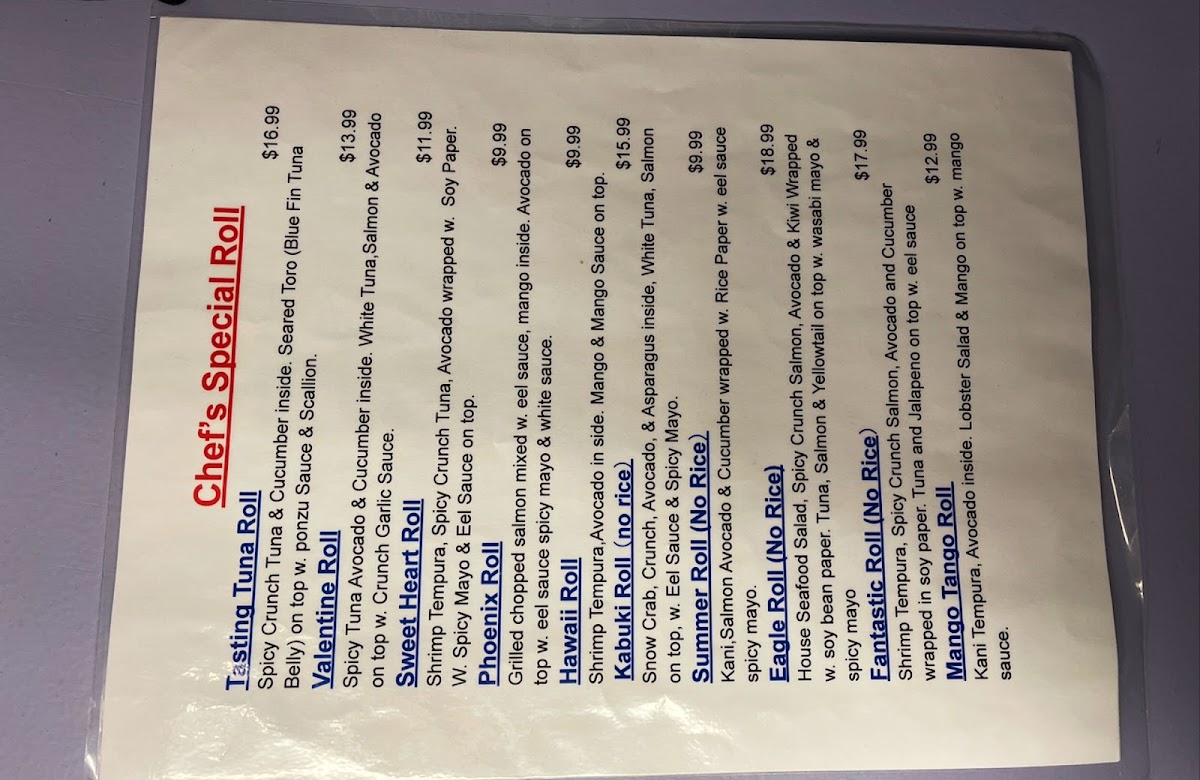 Chef's Special Roll
Tasting Tuna Roll $16.99
Spicy Crunch Tuna & Cucumber inside. Seared Toro (Blue Fin Tuna
Belly) on top w. ponzu Sauce & Scallion.
Valentine Roll $13.99
Spicy Tuna Avocado & Cucumber inside. White Tuna,Salmon & Avocado
on top w. Crunch Garlic Sauce.
Sweet Heart Roll $11.99
Shrimp Tempura, Spicy Crunch Tuna, Avocado wrapped w. Soy Paper.
W. Spicy Mayo & Eel Sauce on top.
Phoenix Roll $9.99
Grilled chopped salmon mixed w. eel sauce, mango inside. Avocado on
top w. eel sauce spicy mayo & white sauce.
Hawaii Roll $9.99
Shrimp Tempura,Avocado in side. Mango & Mango Sauce on top.
Kabuki Roll (no rice) $15.99
Snow Crab, Crunch, Avocado, & Asparagus inside, White Tuna, Salmon
on top, w. Eel Sauce & Spicy Mayo.
Summer Roll (No Rice) $9.99
Kani,Salmon Avocado & Cucumber wrapped w. Rice Paper w. eel sauce
spicy mayo.
Eagle Roll (No Rice) $18.99
House Seafood Salad, Spicy Crunch Salmon, Avocado & Kiwi Wrapped
w. soy bean paper. Tuna, Salmon & Yellowtail on top w. wasabi mayo &
spicy mayo
Fantastic Roll (No Rice) $17.99
Shrimp Tempura, Spicy Crunch Salmon, Avocado and Cucumber
wrapped in soy paper. Tuna and Jalapeno on top w. eel sauce
Mango Tango Roll $12.99
Kani Tempura, Avocado inside. Lobster Salad & Mango on top w. mango
sauce.